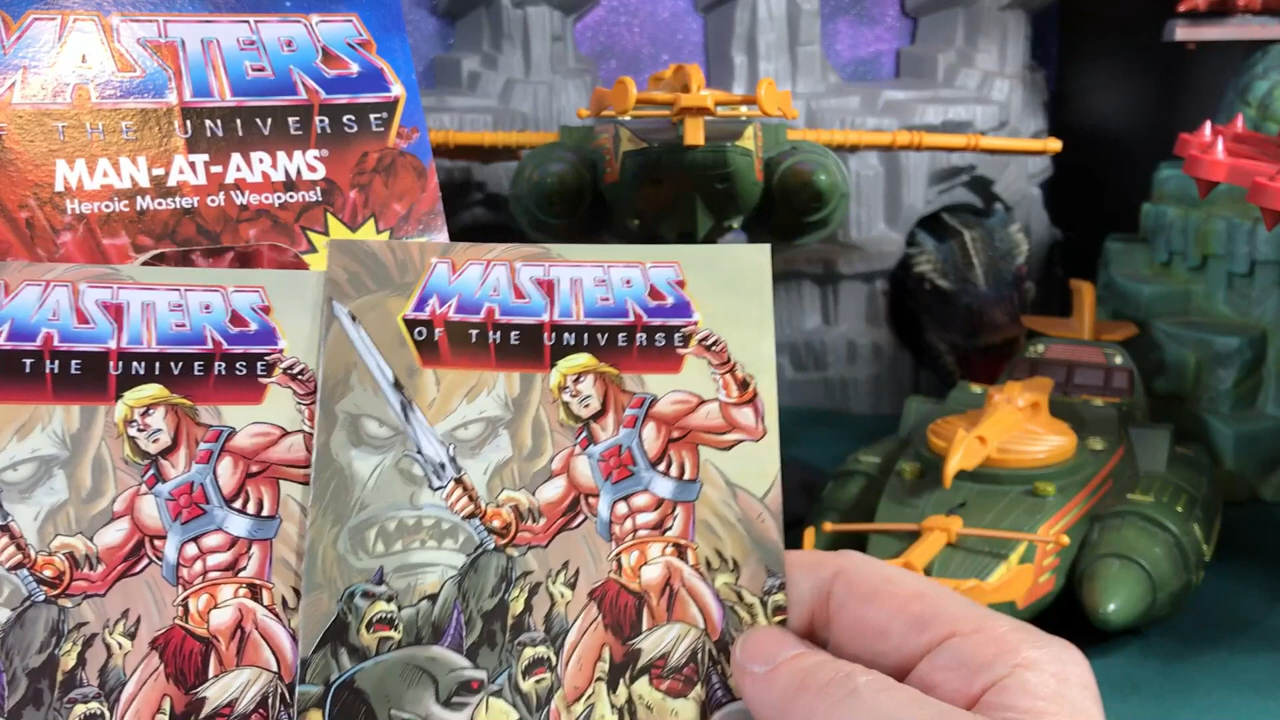 MASTERS
OF THE UNIVERSE®
MAN-AT-ARMS®
Heroic Master of Weapons!
MASTERS
THE UNIVERSE
MASTERS
OF THE UNIVERSE